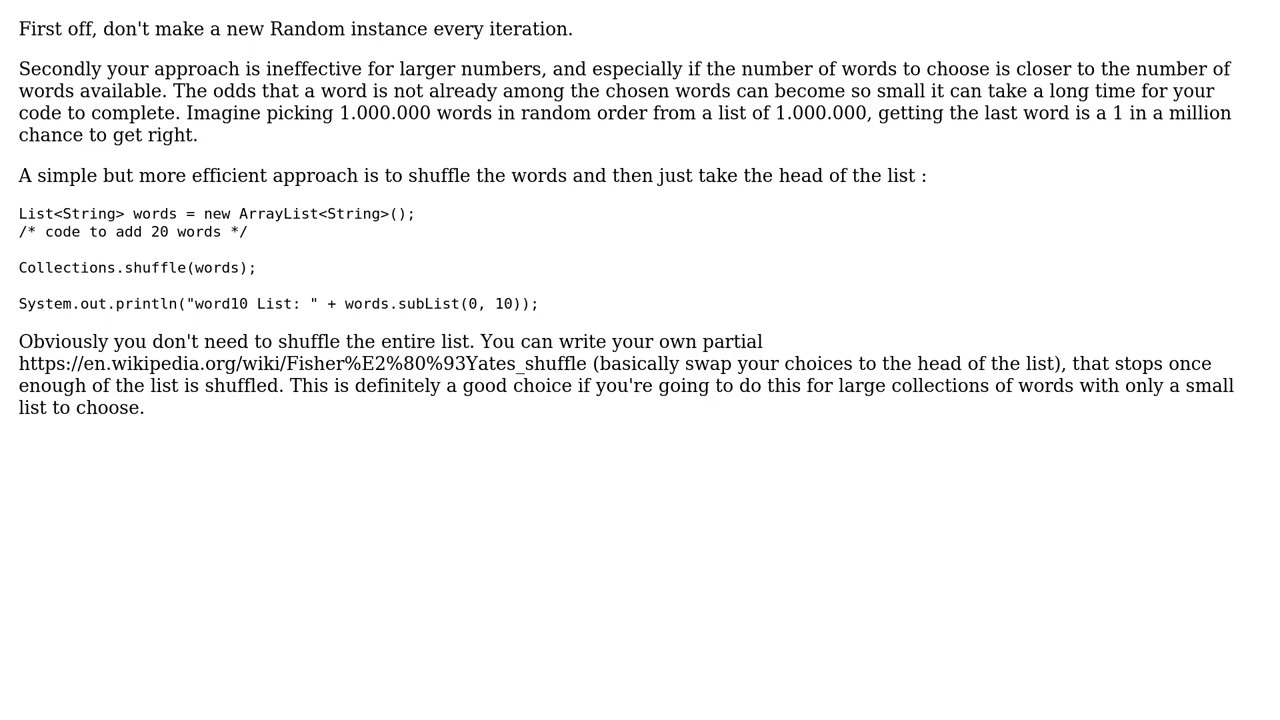 First off, don't make a new Random instance every iteration.
Secondly your approach is ineffective for larger numbers, and especially if the number of words to choose is closer to the number of
words available. The odds that a word is not already among the chosen words can become so small it can take a long time for your
code to complete. Imagine picking 1.000.000 words in random order from a list of 1.000.000, getting the last word is a 1 in a million
chance to get right.
A simple but more efficient approach is to shuffle the words and then just take the head of the list :
List<String> words = new ArrayList<String>();
/* code to add 20 words */
Collections.shuffle(words);
System.out.println("word10 List: " + words.subList(0, 10));
Obviously you don't need to shuffle the entire list. You can write your own partial
https://en.wikipedia.org/wiki/Fisher%E2%80%93Yates_shuffle (basically swap your choices to the head of the list), that stops once
enough of the list is shuffled. This is definitely a good choice if you're going to do this for large collections of words with only a small
list to choose.